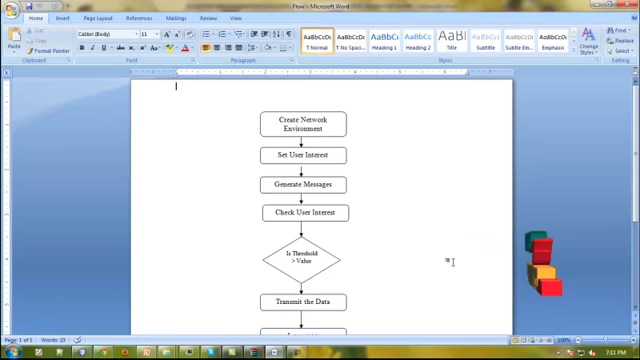 Flow - Microsoft Word
Home Insert Page Layout References Mailings Review View
Paste
Cut
Copy
Format Painter
Clipboard
Calibri (Body) 11
Font
Paragraph
AaBbCcDc AaBbCcDc AaBbC AaBbCc AaBl AaBbCc. AaBbCcDc AaBbCcDc
¶ Normal ¶ No Spaci... Heading 1 Heading 2 Title Subtitle Subtle Em... Emphasis
Change Styles
Styles
Find
Replace
Select
Editing
Create Network
Environment
Set User Interest
Generate Messages
Check User Interest
Is Threshold
> Value
Transmit the Data
Page: 1 of 1 Words: 23 100%
7:11 PM